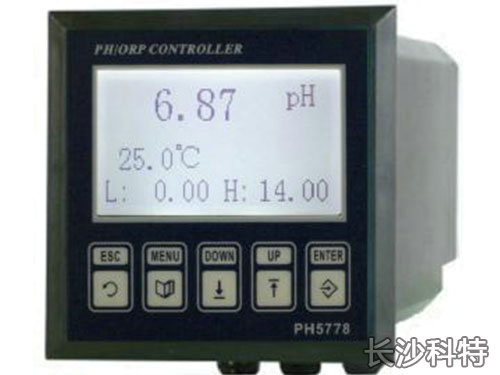 PH/ORP CONTROLLER
6.87 pH
25.0℃
L: 0.00 H: 14.00
ESC MENU DOWN UP ENTER
PH5778
长沙科特